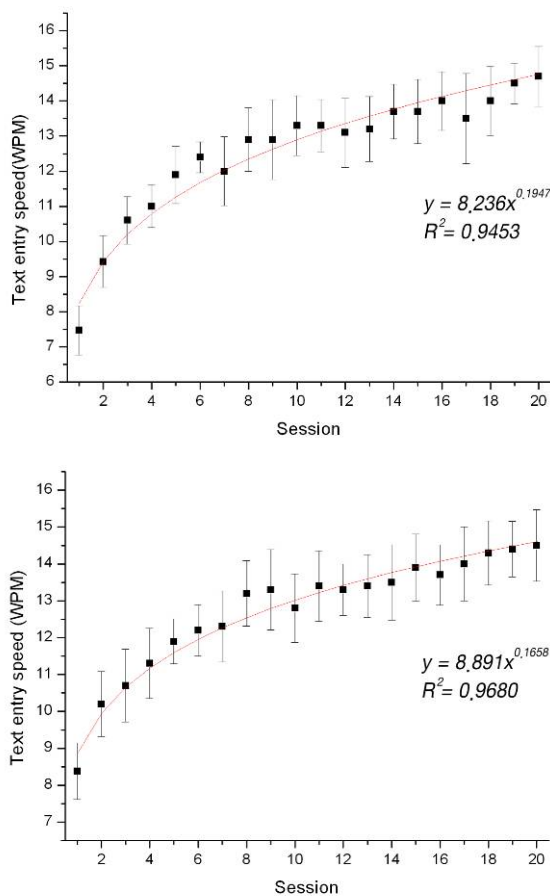 16
15
14
13
12
11
10
9
8
7
6
Text entry speed(WPM)
y = 8.236x^0.1947
R^2 = 0.9453
2 4 6 8 10 12 14 16 18 20
Session
16
15
14
13
12
11
10
9
8
7
Text entry speed (WPM)
y = 8.891x^0.1658
R^2 = 0.9680
2 4 6 8 10 12 14 16 18 20
Session